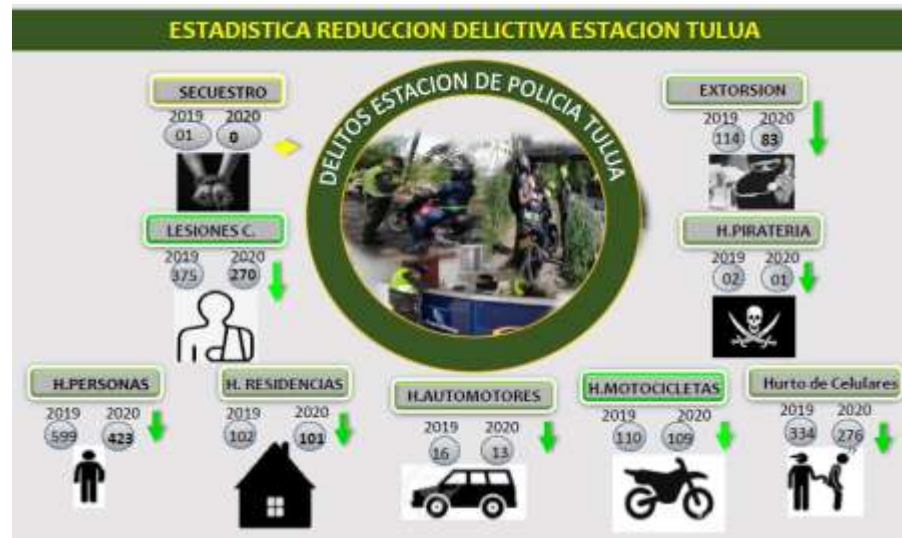 ESTADISTICA REDUCCION DELICTIVA ESTACION TULUA
DELITOS ESTACION DE POLICIA TULUA
SECUESTRO
2019 2020
01 0
EXTORSION
2019 2020
114 83
LESIONES C.
2019 2020
375 270
H.PIRATERIA
2019 2020
02 01
H.PERSONAS
2019 2020
599 423
H. RESIDENCIAS
2019 2020
102 101
H.AUTOMOTORES
2019 2020
16 13
H.MOTOCICLETAS
2019 2020
110 109
Hurto de Celulares
2019 2020
334 276